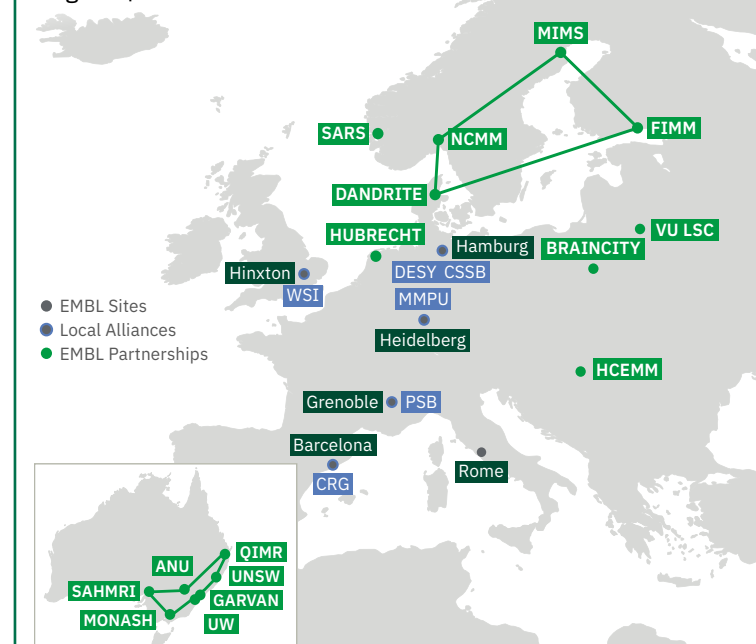 MIMS
SARS
NCMM
FIMM
DANDRITE
HUBRECHT
VU LSC
Hamburg
BRAINCITY
Hinxton
DESY CSSB
WSI
MMPU
EMBL Sites
Local Alliances
EMBL Partnerships
Heidelberg
HCEMM
Grenoble
PSB
Barcelona
Rome
CRG
QIMR
ANU
UNSW
SAHMRI
GARVAN
MONASH
UW